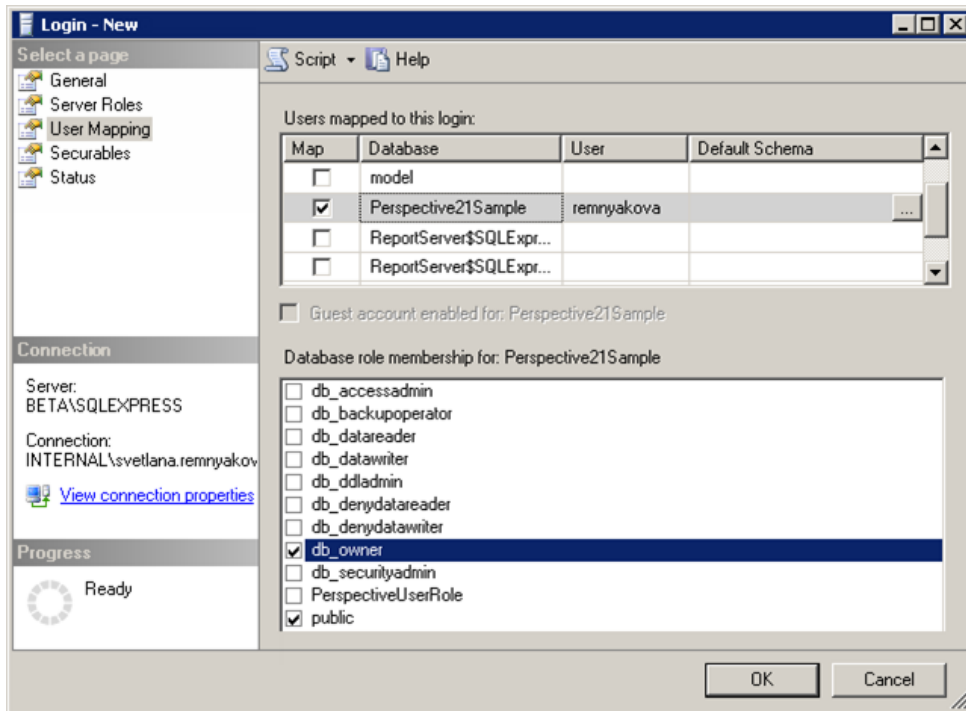 Login - New
Select a page
General
Server Roles
User Mapping
Securables
Status
Connection
Server:
BETA\SQLEXPRESS
Connection:
INTERNAL\svetlana.remnyakov
View connection properties
Progress
Ready
Script
Help
Users mapped to this login:
Map Database User Default Schema
model
Perspective21Sample remnyakova ...
ReportServer$SQLExpr...
ReportServer$SQLExpr...
Guest account enabled for: Perspective21Sample
Database role membership for: Perspective21Sample
db_accessadmin
db_backupoperator
db_datareader
db_datawriter
db_ddladmin
db_denydatareader
db_denydatawriter
db_owner
db_securityadmin
PerspectiveUserRole
public
OK
Cancel